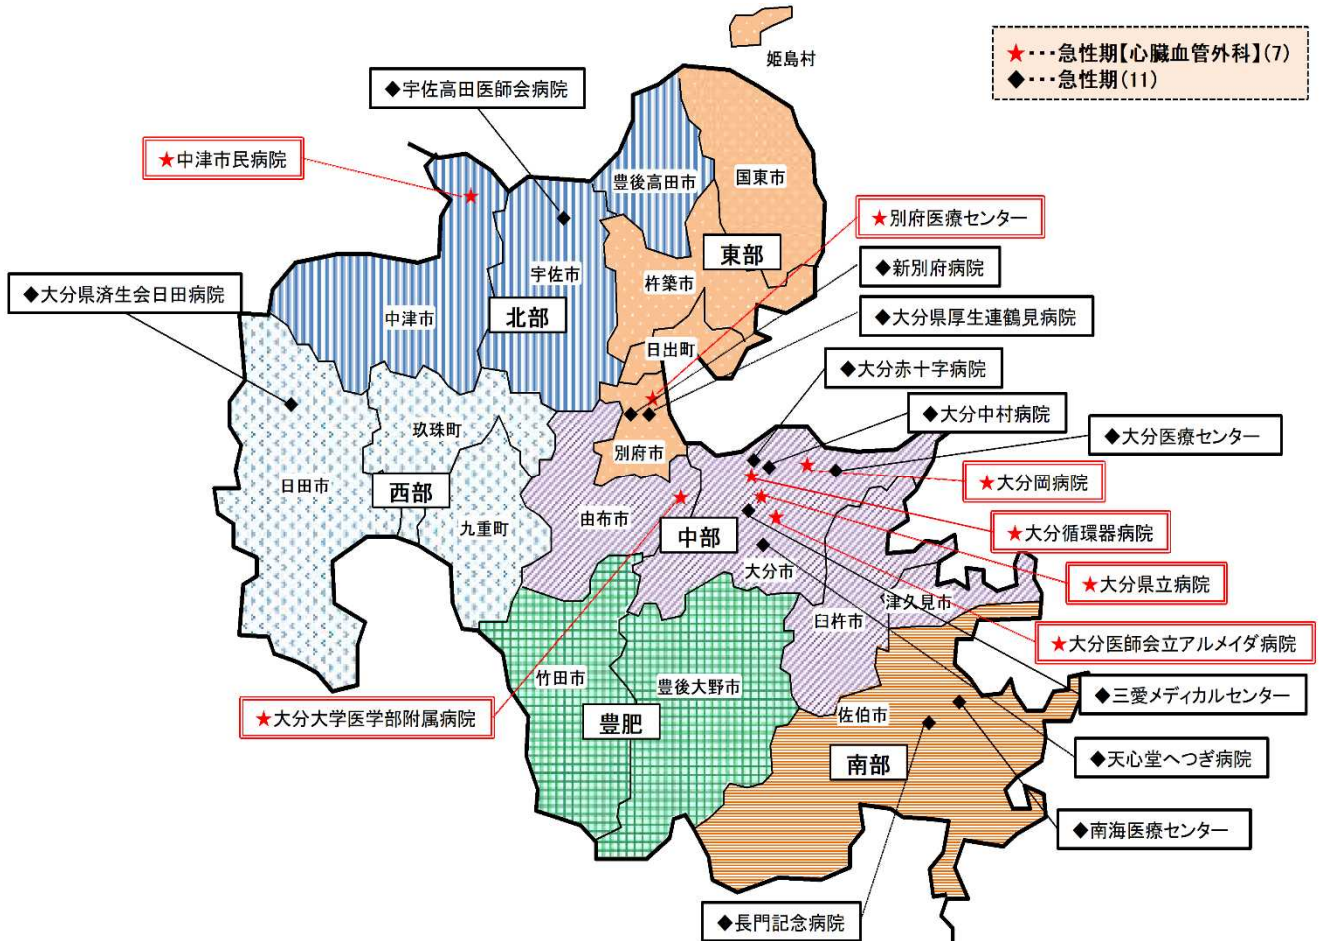 姫島村
★･･･急性期【心臓血管外科】(7)
◆･･･急性期(11)
◆宇佐高田医師会病院
★中津市民病院
豊後高田市
国東市
★別府医療センター
東部
◆新別府病院
宇佐市
杵築市
◆大分県済生会日田病院
北部
中津市
◆大分県厚生連鶴見病院
日出町
◆大分赤十字病院
◆大分中村病院
玖珠町
◆大分医療センター
別府市
日田市
西部
★大分岡病院
九重町
由布市
中部
★大分循環器病院
大分市
★大分県立病院
津久見市
臼杵市
★大分医師会立アルメイダ病院
竹田市
豊後大野市
◆三愛メディカルセンター
★大分大学医学部附属病院
豊肥
佐伯市
南部
◆天心堂へつぎ病院
◆南海医療センター
◆長門記念病院